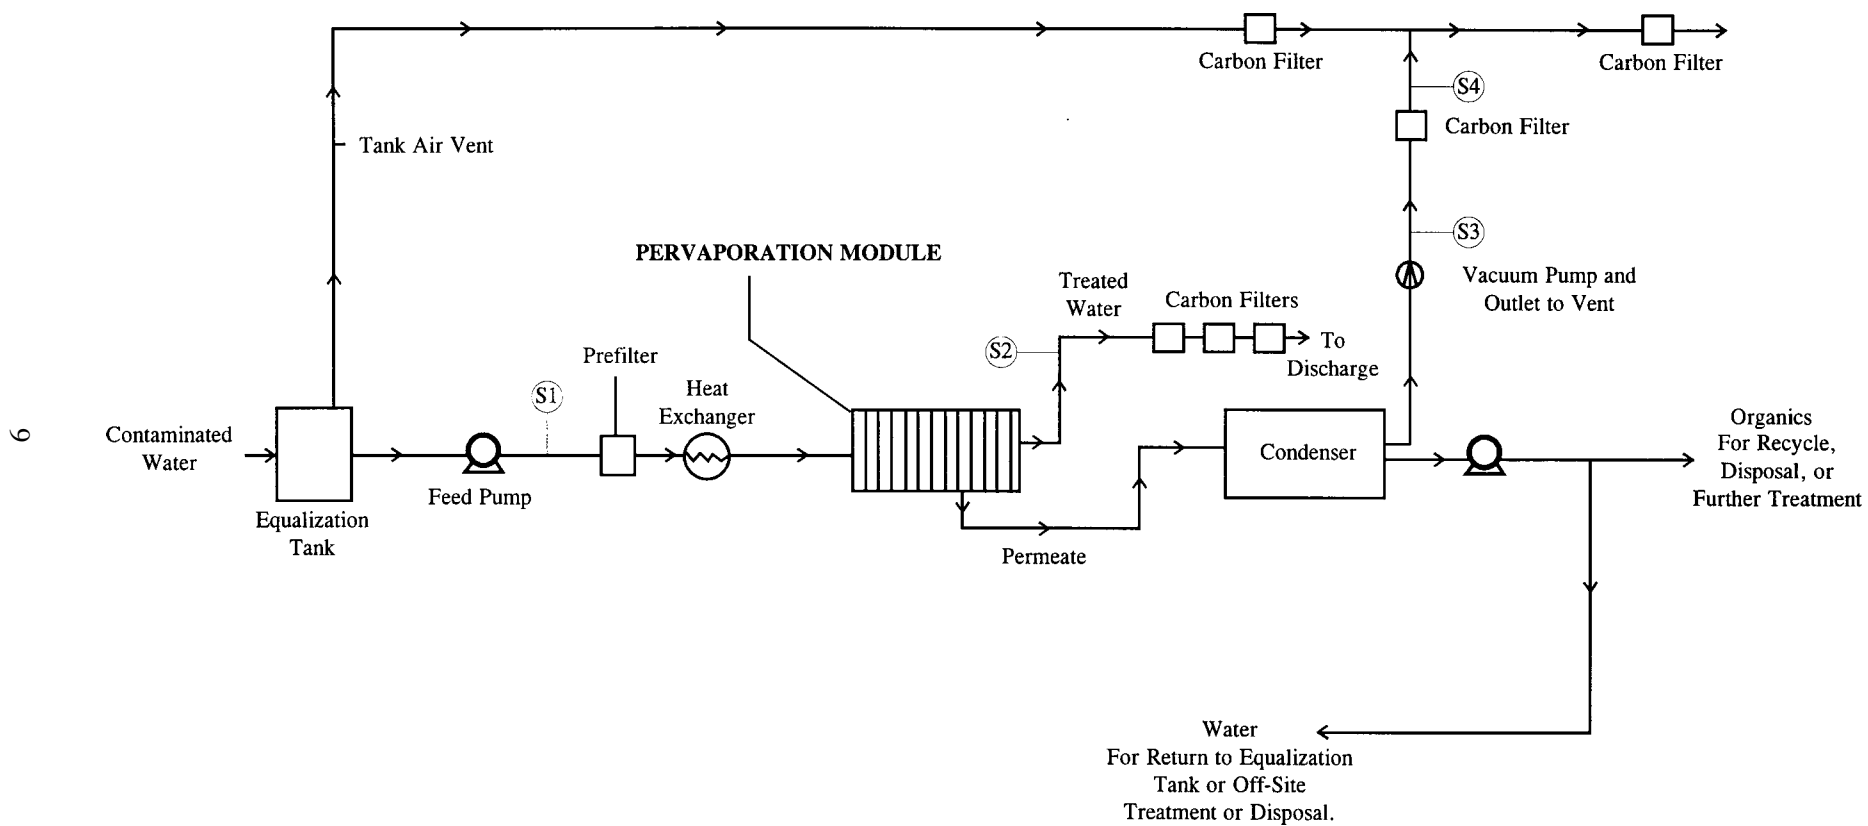 Carbon Filter
Carbon Filter
S4
Carbon Filter
Tank Air Vent
S3
PERVAPORATION MODULE
Vacuum Pump and
Outlet to Vent
Treated
Water
Carbon Filters
S2
To
Discharge
Prefilter
Heat
Exchanger
S1
Contaminated
Water
Feed Pump
Equalization
Tank
Condenser
Permeate
Organics
For Recycle,
Disposal, or
Further Treatment
Water
For Return to Equalization
Tank or Off-Site
Treatment or Disposal.
9